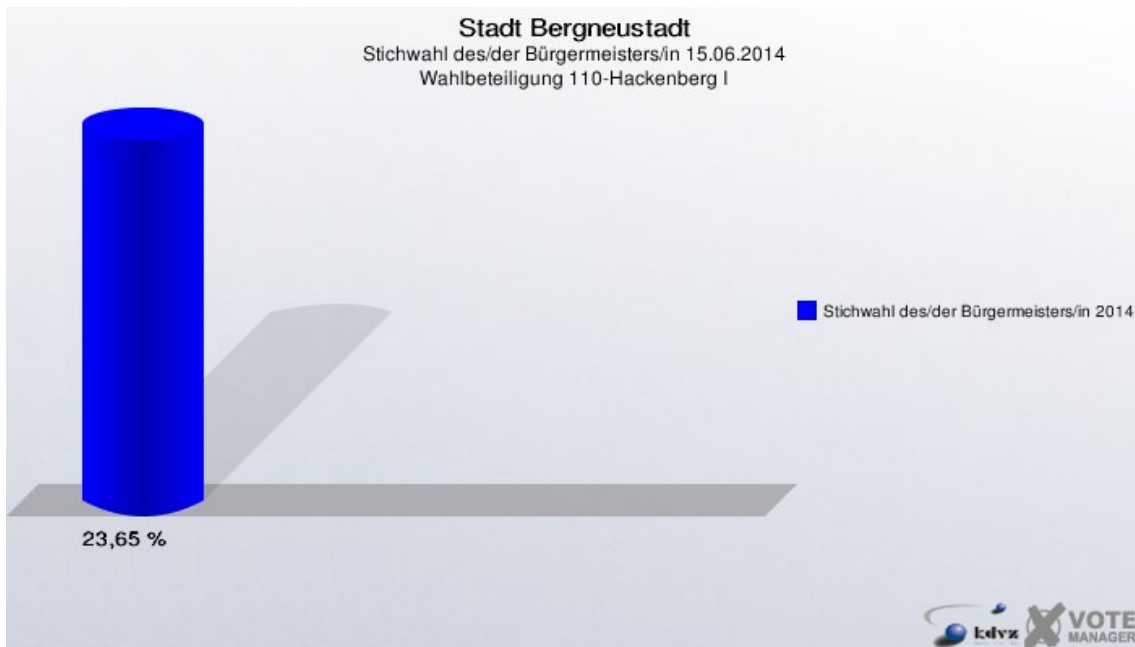 Stadt Bergneustadt
Stichwahl des/der Bürgermeisters/in 15.06.2014
Wahlbeteiligung 110-Hackenberg I
Stichwahl des/der Bürgermeisters/in 2014
23,65 %
kdvz
VOTE
MANAGER